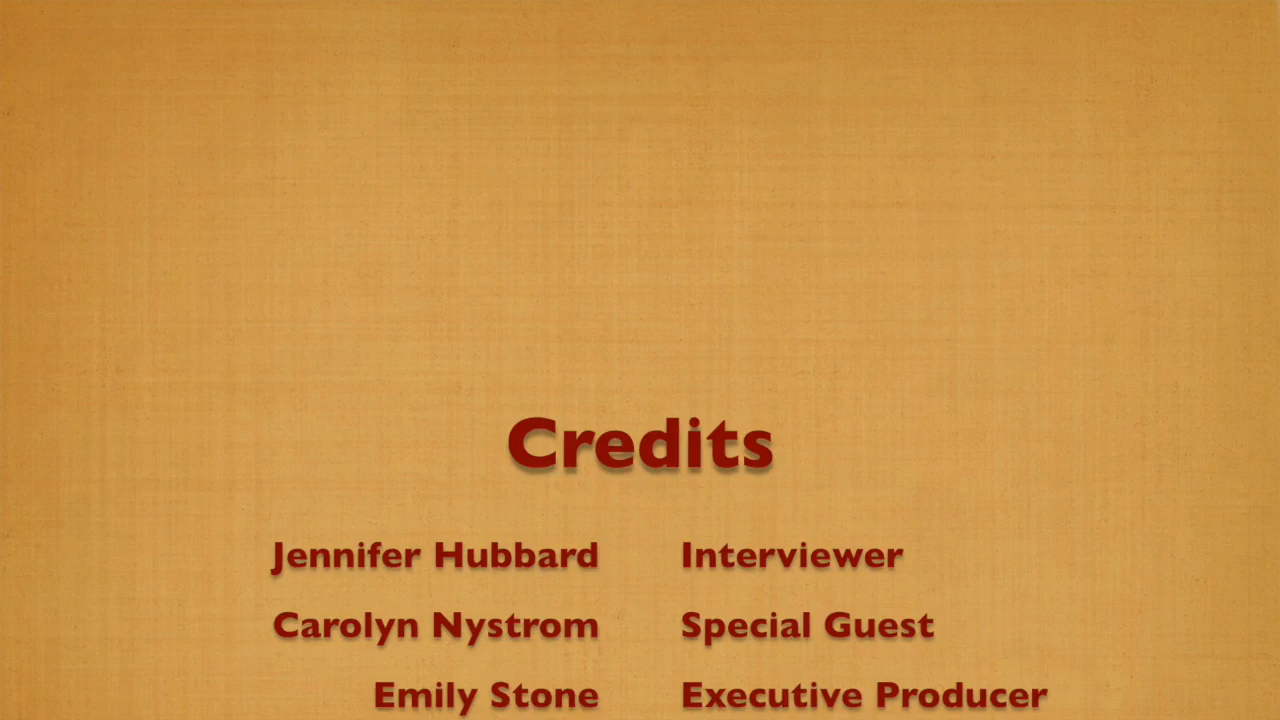 Credits
Jennifer Hubbard Interviewer
Carolyn Nystrom Special Guest
Emily Stone Executive Producer